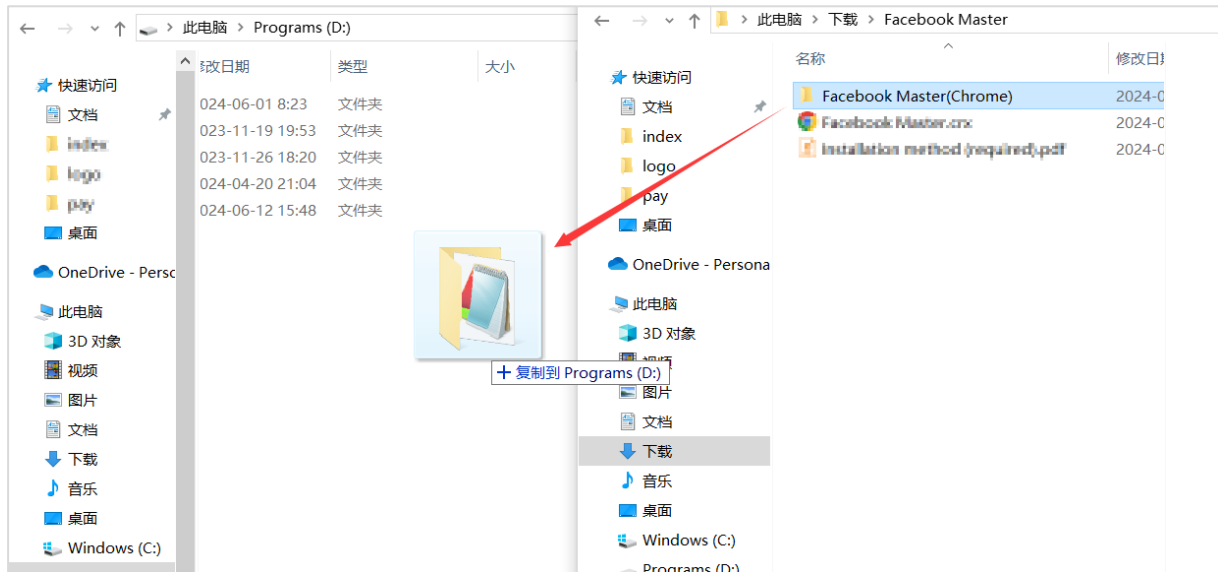 此电脑 > Programs (D:)
修改日期 类型 大小
快速访问
文档
index
logo
pay
桌面
OneDrive - Persc
此电脑
3D 对象
视频
图片
文档
下载
音乐
桌面
Windows (C:)
024-06-01 8:23 文件夹
023-11-19 19:53 文件夹
023-11-26 18:20 文件夹
024-04-20 21:04 文件夹
024-06-12 15:48 文件夹
复制到 Programs (D:)
此电脑 > 下载 > Facebook Master
快速访问
文档
index
logo
pay
桌面
OneDrive - Persona
此电脑
3D 对象
视频
图片
文档
下载
音乐
桌面
Windows (C:)
Programs (D:)
名称 修改日期
Facebook Master(Chrome) 2024-0
Facebook Master.crx 2024-0
Installation method (required).pdf 2024-0